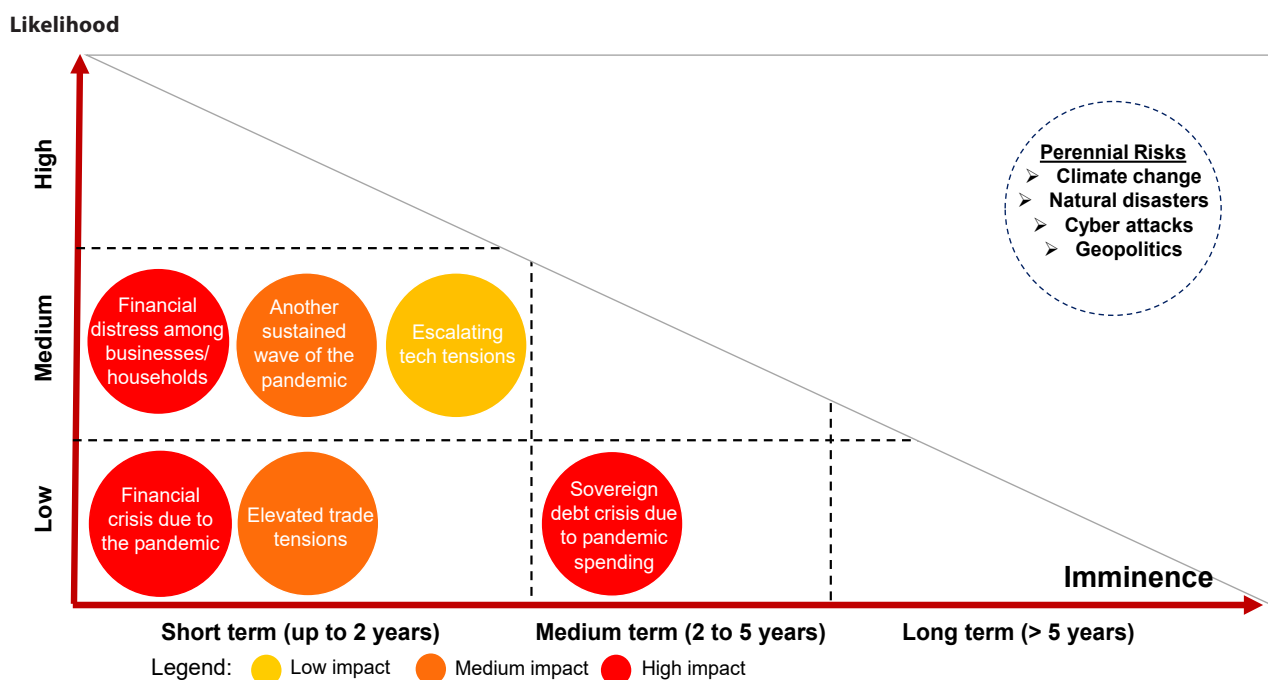 Likelihood
High
Medium
Low
Perennial Risks
➢ Climate change
➢ Natural disasters
➢ Cyber attacks
➢ Geopolitics
Financial
distress among
businesses/
households
Another
sustained
wave of the
pandemic
Escalating
tech tensions
Financial
crisis due to
the pandemic
Elevated trade
tensions
Sovereign
debt crisis due
to pandemic
spending
Imminence
Short term (up to 2 years)
Medium term (2 to 5 years)
Long term (> 5 years)
Legend: Low impact Medium impact High impact